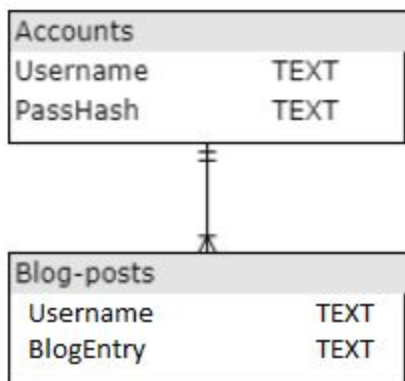 Accounts
Username TEXT
PassHash TEXT
Blog-posts
Username TEXT
BlogEntry TEXT